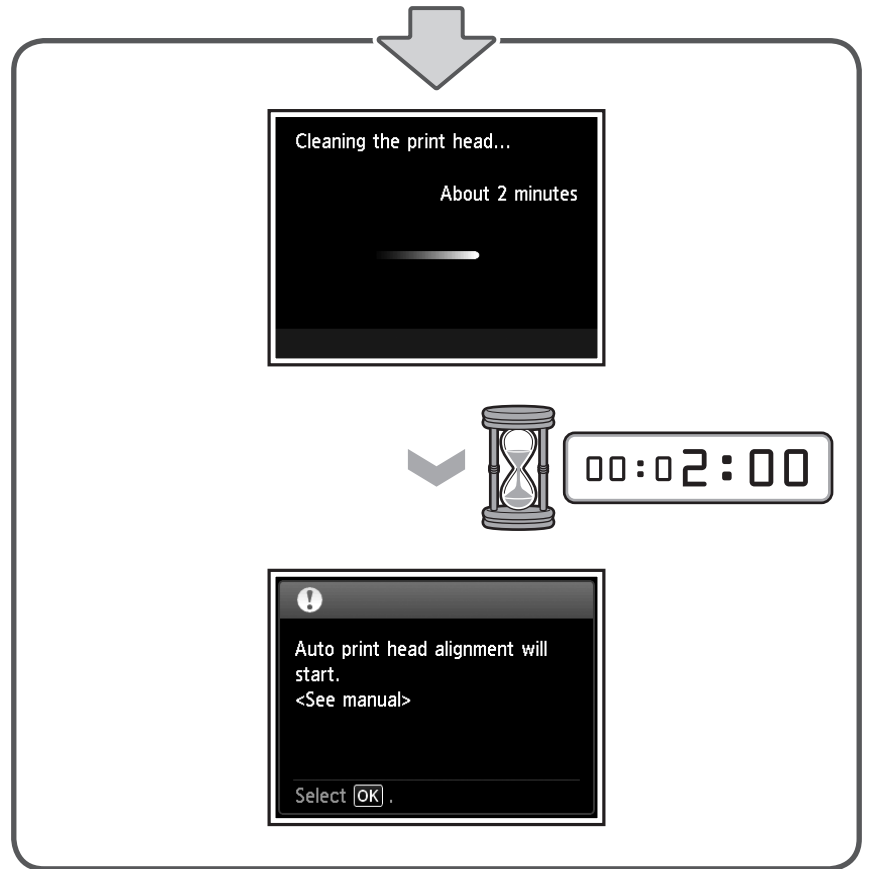 Cleaning the print head...
About 2 minutes
00:02:00
Auto print head alignment will
start.
<See manual>
Select OK .